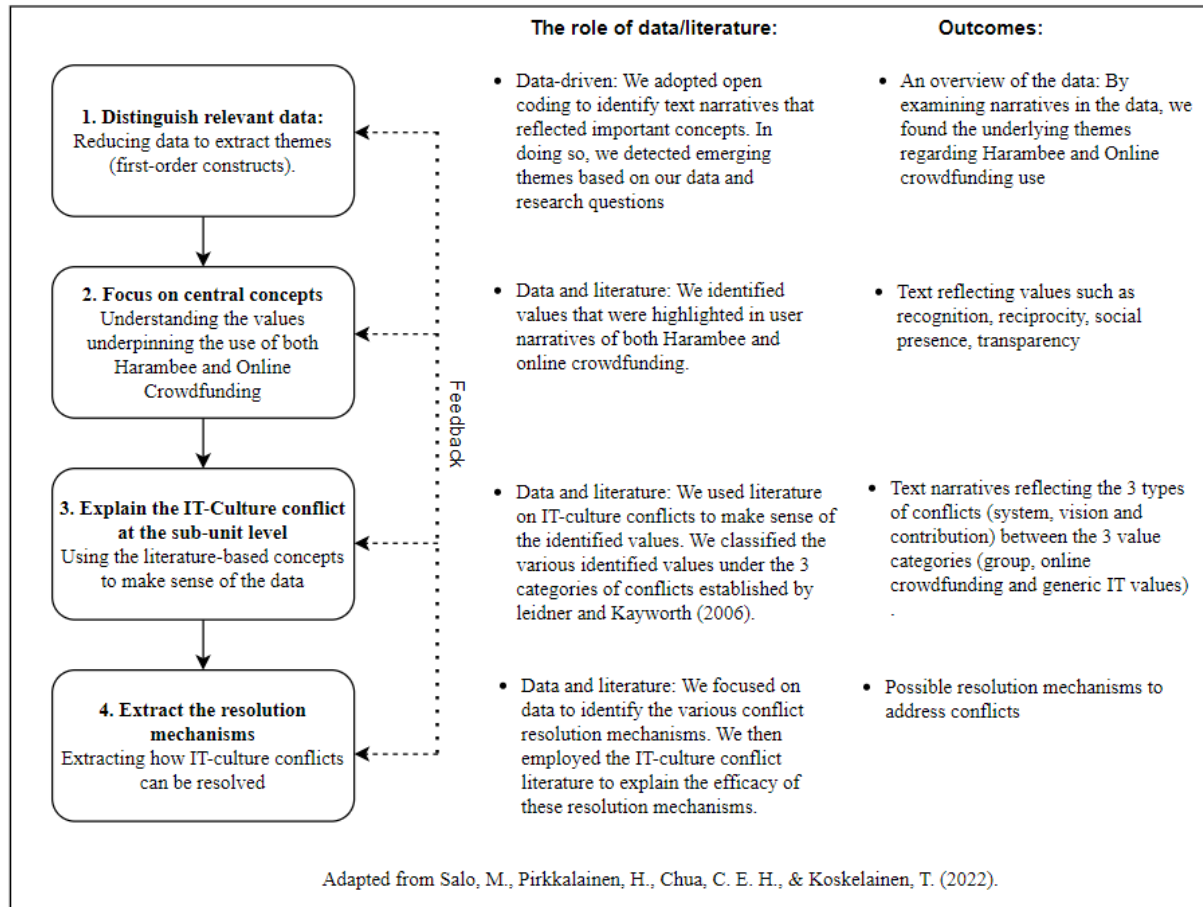 The role of data/literature:
Outcomes:
1. Distinguish relevant data:
Reducing data to extract themes
(first-order constructs).
• Data-driven: We adopted open
coding to identify text narratives that
reflected important concepts. In
doing so, we detected emerging
themes based on our data and
research questions
• An overview of the data: By
examining narratives in the data, we
found the underlying themes
regarding Harambee and Online
crowdfunding use
2. Focus on central concepts
Understanding the values
underpinning the use of both
Harambee and Online
Crowdfunding
• Data and literature: We identified
values that were highlighted in user
narratives of both Harambee and
online crowdfunding.
• Text reflecting values such as
recognition, reciprocity, social
presence, transparency
Feedback
3. Explain the IT-Culture conflict
at the sub-unit level
Using the literature-based concepts
to make sense of the data
• Data and literature: We used literature
on IT-culture conflicts to make sense of
the identified values. We classified the
various identified values under the 3
categories of conflicts established by
leidner and Kayworth (2006).
• Text narratives reflecting the 3 types
of conflicts (system, vision and
contribution) between the 3 value
categories (group, online
crowdfunding and generic IT values)
.
4. Extract the resolution
mechanisms
Extracting how IT-culture conflicts
can be resolved
• Data and literature: We focused on
data to identify the various conflict
resolution mechanisms. We then
employed the IT-culture conflict
literature to explain the efficacy of
these resolution mechanisms.
• Possible resolution mechanisms to
address conflicts
Adapted from Salo, M., Pirkkalainen, H., Chua, C. E. H., & Koskelainen, T. (2022).